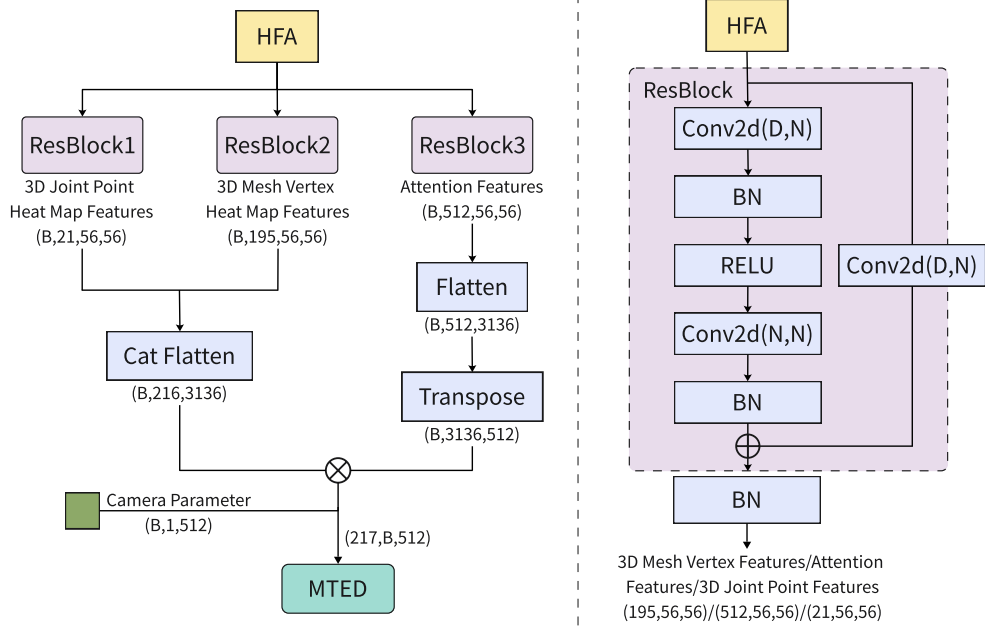 HFA
ResBlock1
ResBlock2
ResBlock3
3D Joint Point
Heat Map Features
(B,21,56,56)
3D Mesh Vertex
Heat Map Features
(B,195,56,56)
Attention Features
(B,512,56,56)
Flatten
(B,512,3136)
Cat Flatten
(B,216,3136)
Transpose
(B,3136,512)
Camera Parameter
(B,1,512)
(217,B,512)
MTED
HFA
ResBlock
Conv2d(D,N)
BN
RELU
Conv2d(D,N)
Conv2d(N,N)
BN
BN
3D Mesh Vertex Features/Attention
Features/3D Joint Point Features
(195,56,56)/(512,56,56)/(21,56,56)